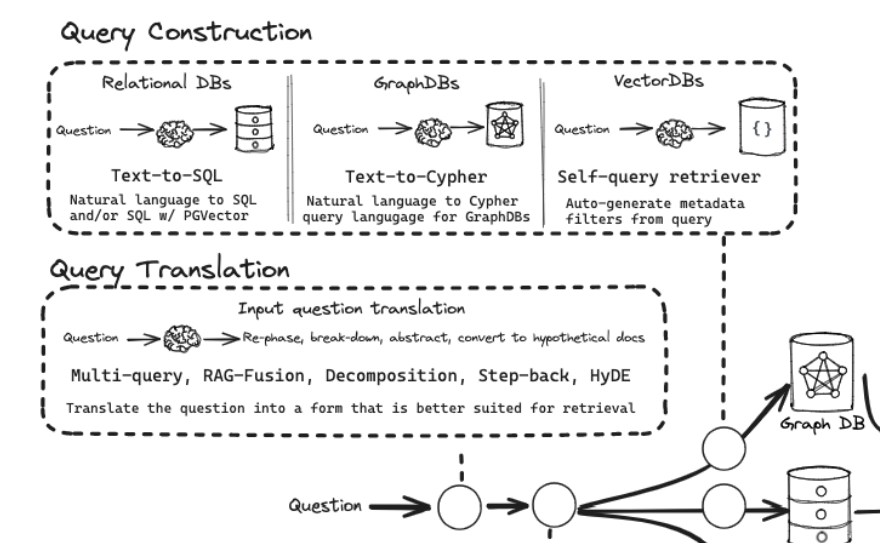 Query Construction
Relational DBs
Question
Text-to-SQL
Natural language to SQL
and/or SQL w/ PGVector
GraphDBs
Question
Text-to-Cypher
Natural language to Cypher
query langugage for GraphDBs
VectorDBs
Question
{}
Self-query retriever
Auto-generate metadata
filters from query
Query Translation
Input question translation
Question
Re-phase, break-down, abstract, convert to hypothetical docs
Multi-query, RAG-Fusion, Decomposition, Step-back, HyDE
Translate the question into a form that is better suited for retrieval
Graph DB
Question